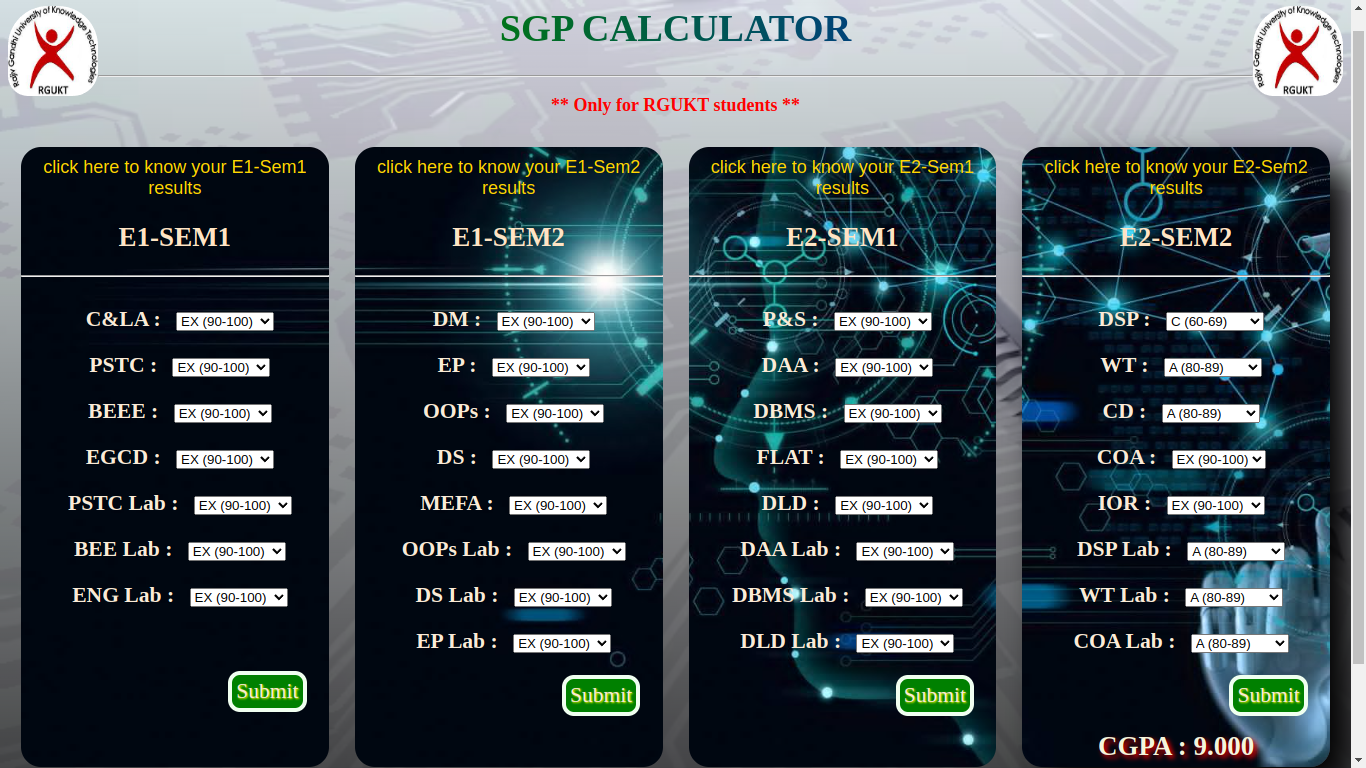 SGP CALCULATOR
Rajiv Gandhi University of Knowledge Technologies
RGUKT
Rajiv Gandhi University of Knowledge Technologies
RGUKT
** Only for RGUKT students **
click here to know your E1-Sem1
results
E1-SEM1
C&LA : EX (90-100)
PSTC : EX (90-100)
BEEE : EX (90-100)
EGCD : EX (90-100)
PSTC Lab : EX (90-100)
BEE Lab : EX (90-100)
ENG Lab : EX (90-100)
Submit
click here to know your E1-Sem2
results
E1-SEM2
DM : EX (90-100)
EP : EX (90-100)
OOPs : EX (90-100)
DS : EX (90-100)
MEFA : EX (90-100)
OOPs Lab : EX (90-100)
DS Lab : EX (90-100)
EP Lab : EX (90-100)
Submit
click here to know your E2-Sem1
results
E2-SEM1
P&S : EX (90-100)
DAA : EX (90-100)
DBMS : EX (90-100)
FLAT : EX (90-100)
DLD : EX (90-100)
DAA Lab : EX (90-100)
DBMS Lab : EX (90-100)
DLD Lab : EX (90-100)
Submit
click here to know your E2-Sem2
results
E2-SEM2
DSP : C (60-69)
WT : A (80-89)
CD : A (80-89)
COA : EX (90-100)
IOR : EX (90-100)
DSP Lab : A (80-89)
WT Lab : A (80-89)
COA Lab : A (80-89)
Submit
CGPA : 9.000